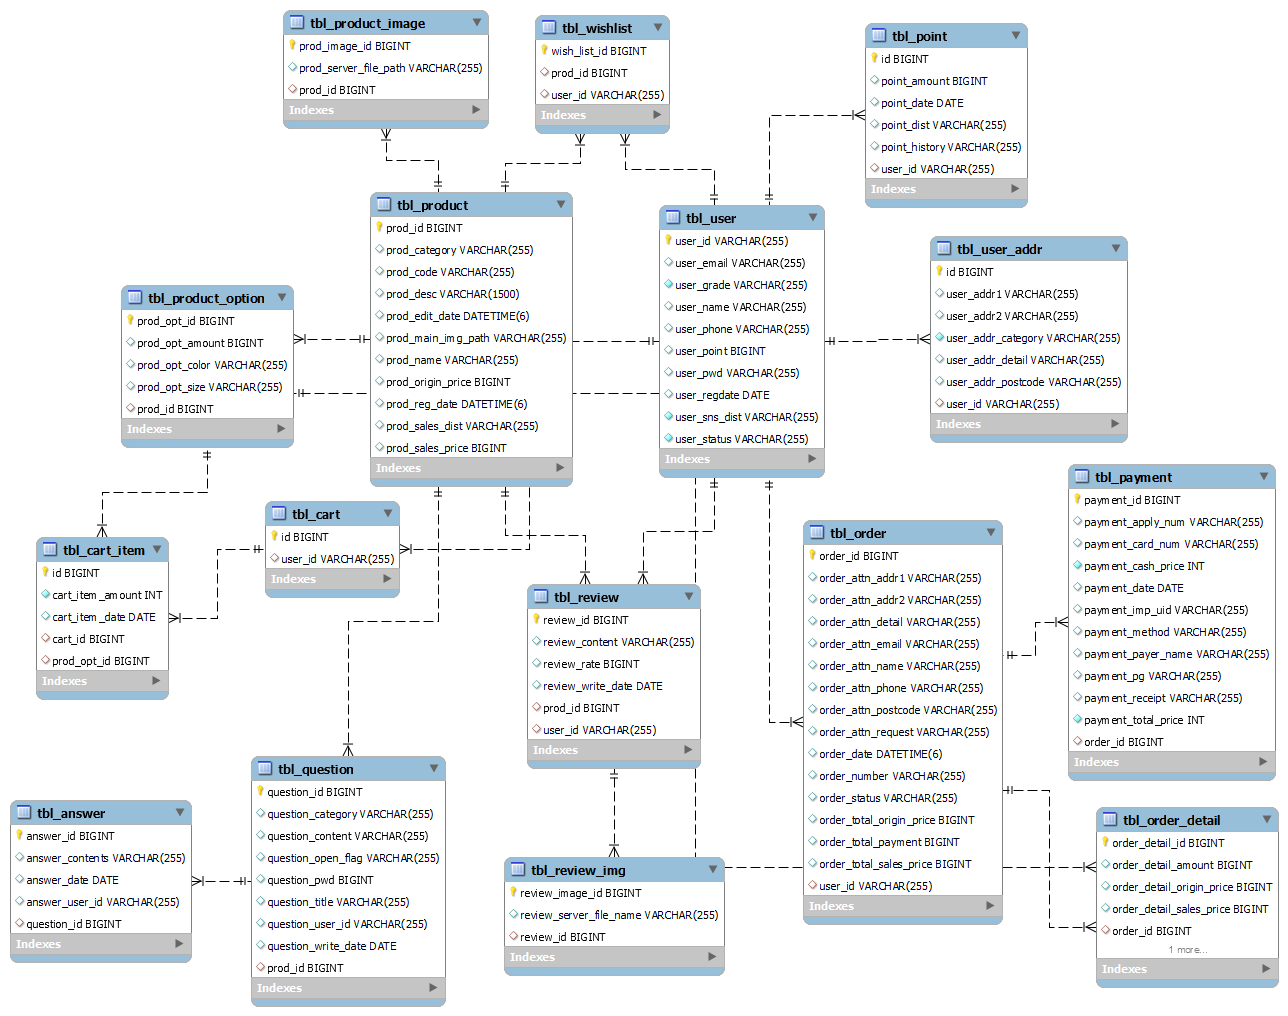 tbl_product_image
prod_image_id BIGINT
prod_server_file_path VARCHAR(255)
prod_id BIGINT
Indexes
tbl_wishlist
wish_list_id BIGINT
prod_id BIGINT
user_id VARCHAR(255)
Indexes
tbl_point
id BIGINT
point_amount BIGINT
point_date DATE
point_dist VARCHAR(255)
point_history VARCHAR(255)
user_id VARCHAR(255)
Indexes
tbl_product
prod_id BIGINT
prod_category VARCHAR(255)
prod_code VARCHAR(255)
prod_desc VARCHAR(1500)
prod_edit_date DATETIME(6)
prod_main_img_path VARCHAR(255)
prod_name VARCHAR(255)
prod_origin_price BIGINT
prod_reg_date DATETIME(6)
prod_sales_dist VARCHAR(255)
prod_sales_price BIGINT
Indexes
tbl_user
user_id VARCHAR(255)
user_email VARCHAR(255)
user_grade VARCHAR(255)
user_name VARCHAR(255)
user_phone VARCHAR(255)
user_point BIGINT
user_pwd VARCHAR(255)
user_regdate DATE
user_sns_dist VARCHAR(255)
user_status VARCHAR(255)
Indexes
tbl_user_addr
id BIGINT
user_addr1 VARCHAR(255)
user_addr2 VARCHAR(255)
user_addr_category VARCHAR(255)
user_addr_detail VARCHAR(255)
user_addr_postcode VARCHAR(255)
user_id VARCHAR(255)
Indexes
tbl_product_option
prod_opt_id BIGINT
prod_opt_amount BIGINT
prod_opt_color VARCHAR(255)
prod_opt_size VARCHAR(255)
prod_id BIGINT
Indexes
tbl_cart
id BIGINT
user_id VARCHAR(255)
Indexes
tbl_cart_item
id BIGINT
cart_item_amount INT
cart_item_date DATE
cart_id BIGINT
prod_opt_id BIGINT
Indexes
tbl_review
review_id BIGINT
review_content VARCHAR(255)
review_rate BIGINT
review_write_date DATE
prod_id BIGINT
user_id VARCHAR(255)
Indexes
tbl_order
order_id BIGINT
order_attn_addr1 VARCHAR(255)
order_attn_addr2 VARCHAR(255)
order_attn_detail VARCHAR(255)
order_attn_email VARCHAR(255)
order_attn_name VARCHAR(255)
order_attn_phone VARCHAR(255)
order_attn_postcode VARCHAR(255)
order_attn_request VARCHAR(255)
order_date DATETIME(6)
order_number VARCHAR(255)
order_status VARCHAR(255)
order_total_origin_price BIGINT
order_total_payment BIGINT
order_total_sales_price BIGINT
user_id VARCHAR(255)
Indexes
tbl_payment
payment_id BIGINT
payment_apply_num VARCHAR(255)
payment_card_num VARCHAR(255)
payment_cash_price INT
payment_date DATE
payment_imp_uid VARCHAR(255)
payment_method VARCHAR(255)
payment_payer_name VARCHAR(255)
payment_pg VARCHAR(255)
payment_receipt VARCHAR(255)
payment_total_price INT
order_id BIGINT
Indexes
tbl_question
question_id BIGINT
question_category VARCHAR(255)
question_content VARCHAR(255)
question_open_flag VARCHAR(255)
question_pwd BIGINT
question_title VARCHAR(255)
question_user_id VARCHAR(255)
question_write_date DATE
prod_id BIGINT
Indexes
tbl_answer
answer_id BIGINT
answer_contents VARCHAR(255)
answer_date DATE
answer_user_id VARCHAR(255)
question_id BIGINT
Indexes
tbl_review_img
review_image_id BIGINT
review_server_file_name VARCHAR(255)
review_id BIGINT
Indexes
tbl_order_detail
order_detail_id BIGINT
order_detail_amount BIGINT
order_detail_origin_price BIGINT
order_detail_sales_price BIGINT
order_id BIGINT
1 more...
Indexes